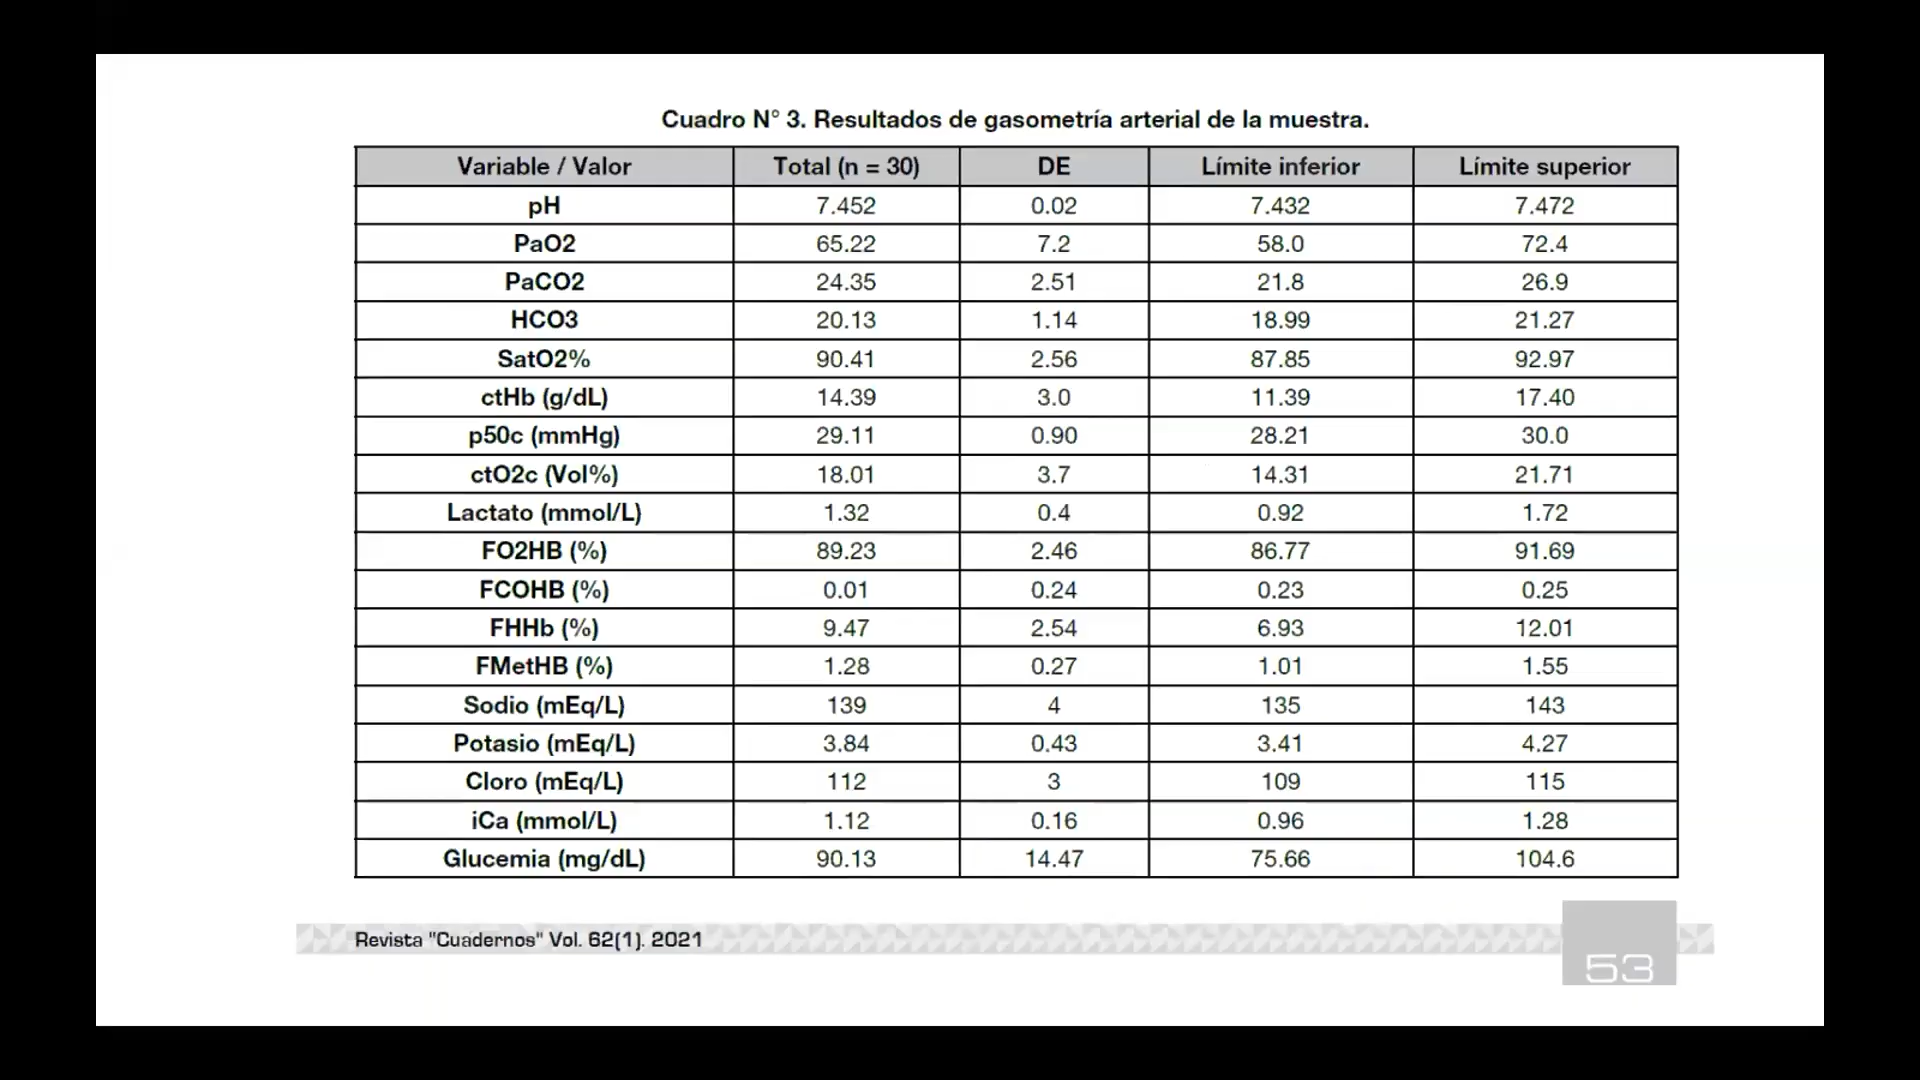 Cuadro N° 3. Resultados de gasometría arterial de la muestra.
Variable / Valor Total (n = 30) DE Límite inferior Límite superior
pH 7.452 0.02 7.432 7.472
PaO2 65.22 7.2 58.0 72.4
PaCO2 24.35 2.51 21.8 26.9
HCO3 20.13 1.14 18.99 21.27
SatO2% 90.41 2.56 87.85 92.97
ctHb (g/dL) 14.39 3.0 11.39 17.40
p50c (mmHg) 29.11 0.90 28.21 30.0
ctO2c (Vol%) 18.01 3.7 14.31 21.71
Lactato (mmol/L) 1.32 0.4 0.92 1.72
FO2HB (%) 89.23 2.46 86.77 91.69
FCOHB (%) 0.01 0.24 0.23 0.25
FHHb (%) 9.47 2.54 6.93 12.01
FMetHB (%) 1.28 0.27 1.01 1.55
Sodio (mEq/L) 139 4 135 143
Potasio (mEq/L) 3.84 0.43 3.41 4.27
Cloro (mEq/L) 112 3 109 115
iCa (mmol/L) 1.12 0.16 0.96 1.28
Glucemia (mg/dL) 90.13 14.47 75.66 104.6
Revista "Cuadernos" Vol. 62(1). 2021
53